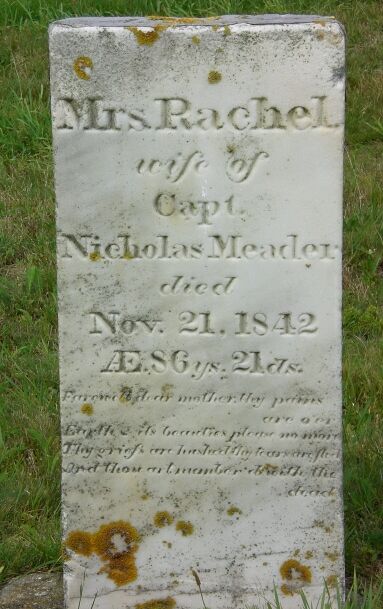 Mrs. Rachel
wife of
Capt.
Nicholas Meader
died
Nov. 21, 1842
Æ. 86 ys. 21 ds.
Farewell dear mother, thy pains
are o'er
Earth & its beauties please no more
Thy griefs are hushed thy tears are
And thou art number'd with the
dead